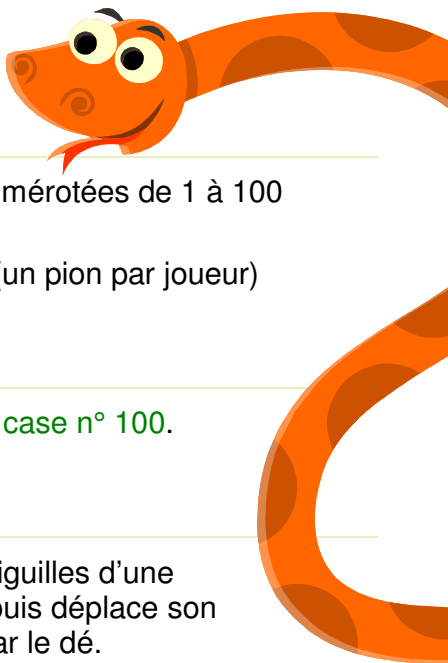 mérotées de 1 à 100
un pion par joueur)
case n° 100.
iguilles d'une
puis déplace son
ar le dé.